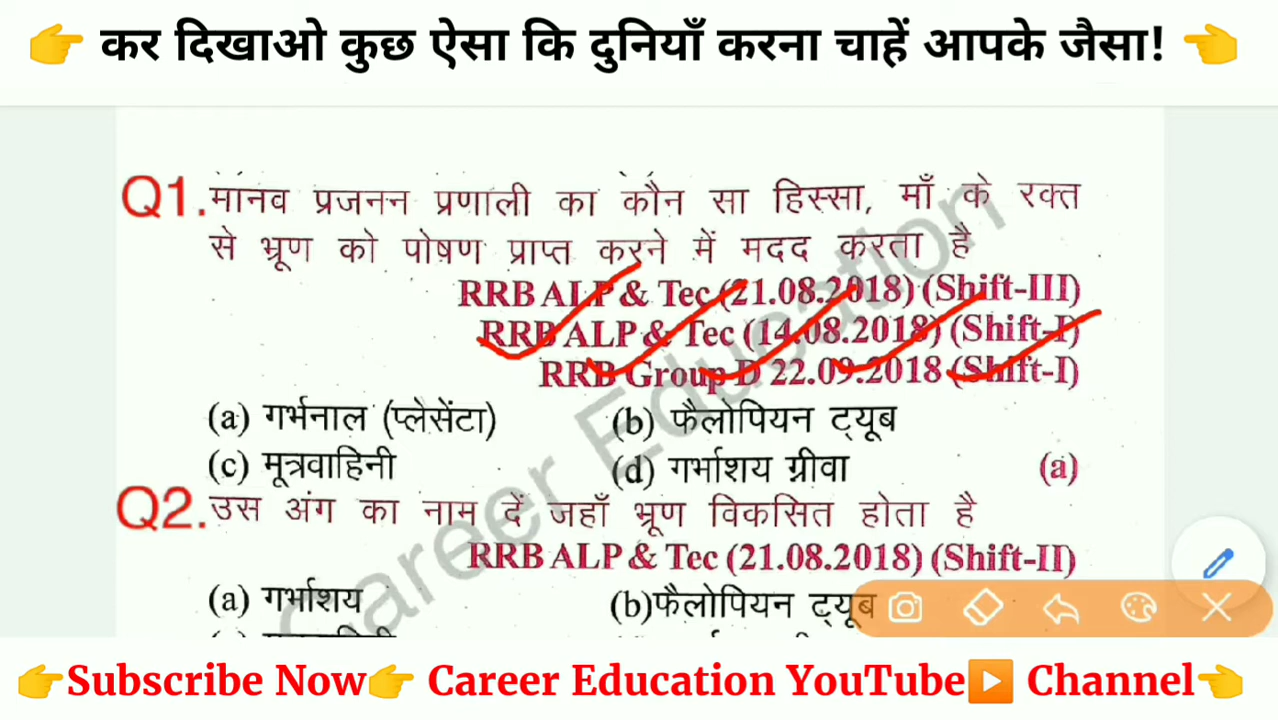 👉 कर दिखाओ कुछ ऐसा कि दुनियाँ करना चाहें आपके जैसा! 👈
Q1. मानव प्रजनन प्रणाली का कौन सा हिस्सा, माँ के रक्त
से भ्रूण को पोषण प्राप्त करने में मदद करता है
RRB ALP & Tec (21.08.2018) (Shift-III)
RRB ALP & Tec (14.08.2018) (Shift-I)
RRB Group D 22.09.2018 (Shift-I)
(a) गर्भनाल (प्लेसेंटा) (b) फैलोपियन ट्यूब
(c) मूत्रवाहिनी (d) गर्भाशय ग्रीवा (a)
Q2. उस अंग का नाम दें जहाँ भ्रूण विकसित होता है
RRB ALP & Tec (21.08.2018) (Shift-II)
(a) गर्भाशय (b)फैलोपियन ट्यूब
Career Education
👉Subscribe Now👉 Career Education YouTube▶️ Channel👈